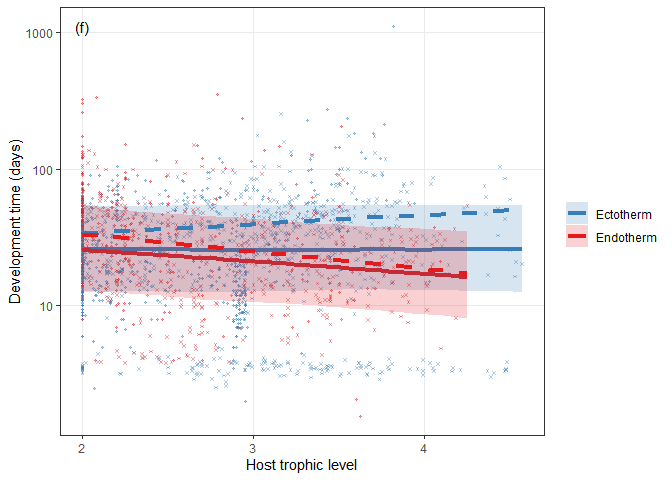 (f)
1000
100
10
Development time (days)
2
3
4
Host trophic level
Ectotherm
Endotherm